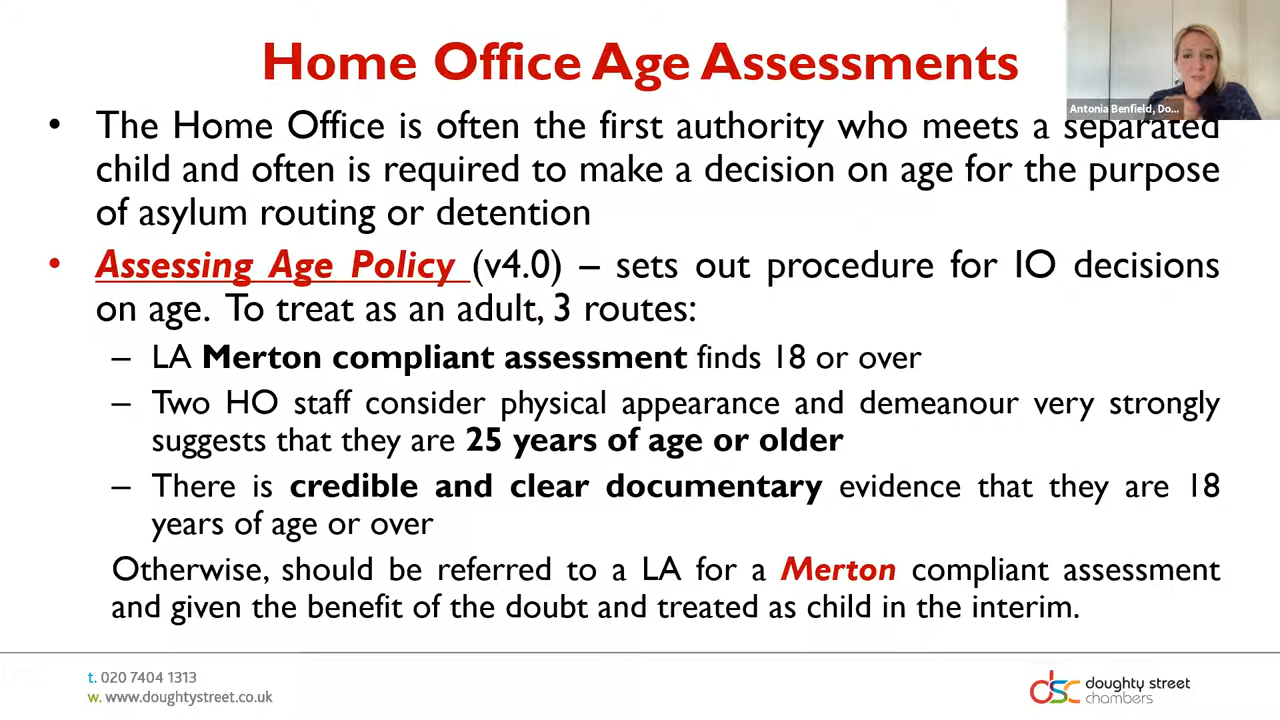 Home Office Age Assessments
Antonia Benfield, Do...
• The Home Office is often the first authority who meets a separated
child and often is required to make a decision on age for the purpose
of asylum routing or detention
• Assessing Age Policy (v4.0) – sets out procedure for IO decisions
on age. To treat as an adult, 3 routes:
– LA Merton compliant assessment finds 18 or over
– Two HO staff consider physical appearance and demeanour very strongly
suggests that they are 25 years of age or older
– There is credible and clear documentary evidence that they are 18
years of age or over
Otherwise, should be referred to a LA for a Merton compliant assessment
and given the benefit of the doubt and treated as child in the interim.
t. 020 7404 1313
w. www.doughtystreet.co.uk
dsc doughty street
chambers